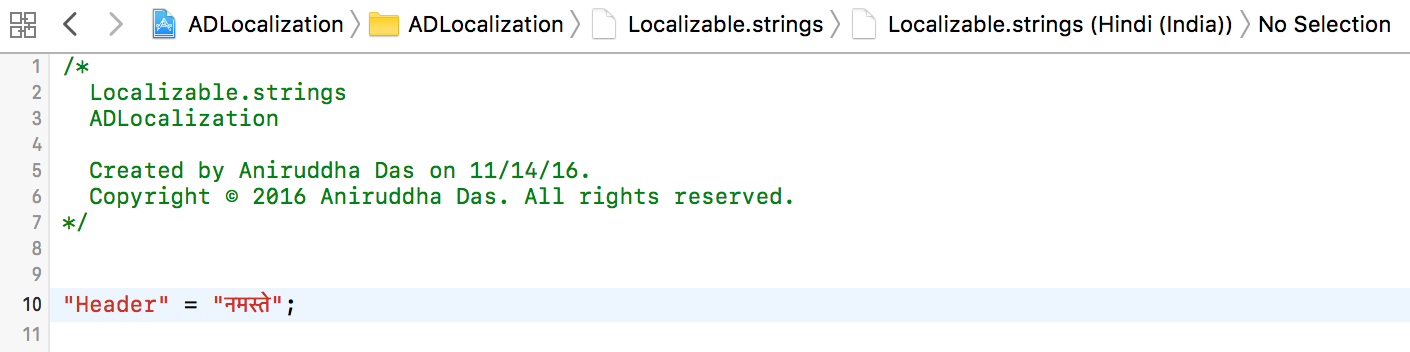 ADLocalization ADLocalization Localizable.strings Localizable.strings (Hindi (India)) No Selection
1 /*
2 Localizable.strings
3 ADLocalization
4
5 Created by Aniruddha Das on 11/14/16.
6 Copyright © 2016 Aniruddha Das. All rights reserved.
7 */
8
9
10 "Header" = "नमस्ते";
11